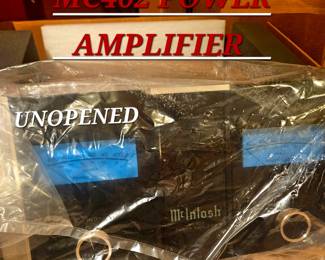 MC462 POWER
AMPLIFIER
UNOPENED
McIntosh